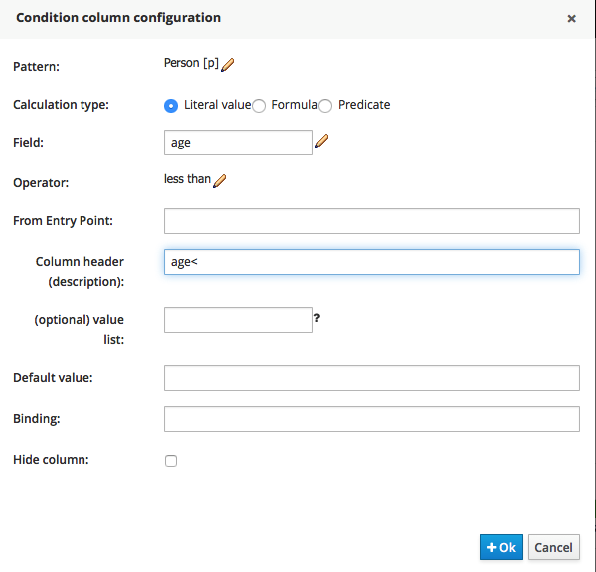 Condition column configuration ×
Pattern: Person [p]
Calculation type: Literal value Formula Predicate
Field: age
Operator: less than
From Entry Point:
Column header age<
(description):
(optional) value ?
list:
Default value:
Binding:
Hide column:
+ Ok Cancel